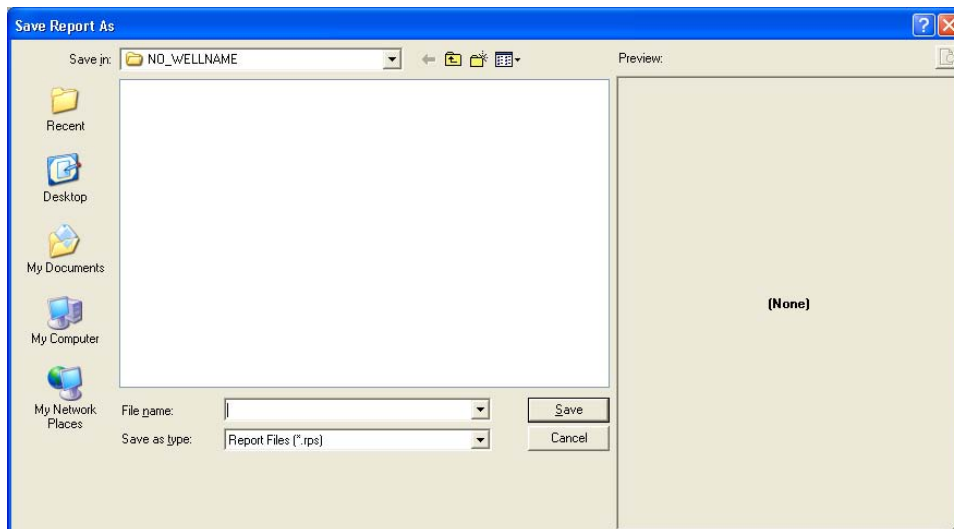 Save Report As
Save in: NO_WELLNAME
Preview:
Recent
Desktop
My Documents
My Computer
My Network Places
(None)
File name:
Save
Save as type: Report Files (*.rps)
Cancel